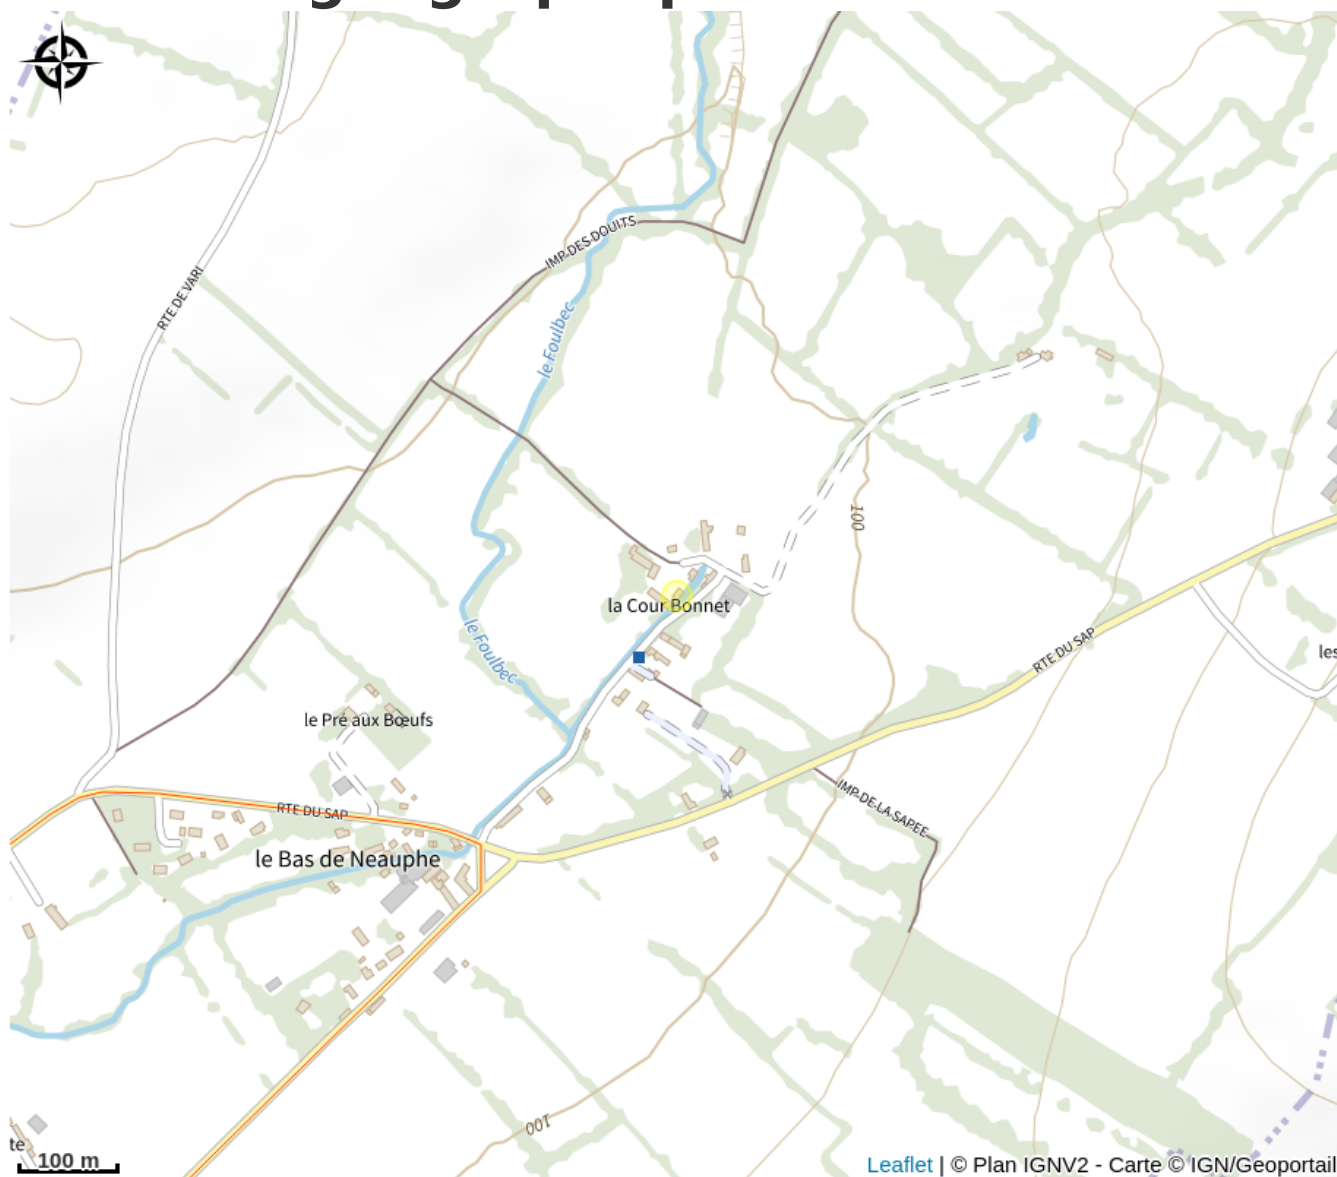 RTE DE VARI
IMP DES DOUITS
le Foulbec
100
la Cour Bonnet
le Foulbec
RTE DU SAP
les
le Pré aux Bœufs
IMP DE LA SAPEE
RTE DU SAP
le Bas de Neauphe
100
te
100 m
Leaflet | © Plan IGNV2 - Carte © IGN/Geoportail